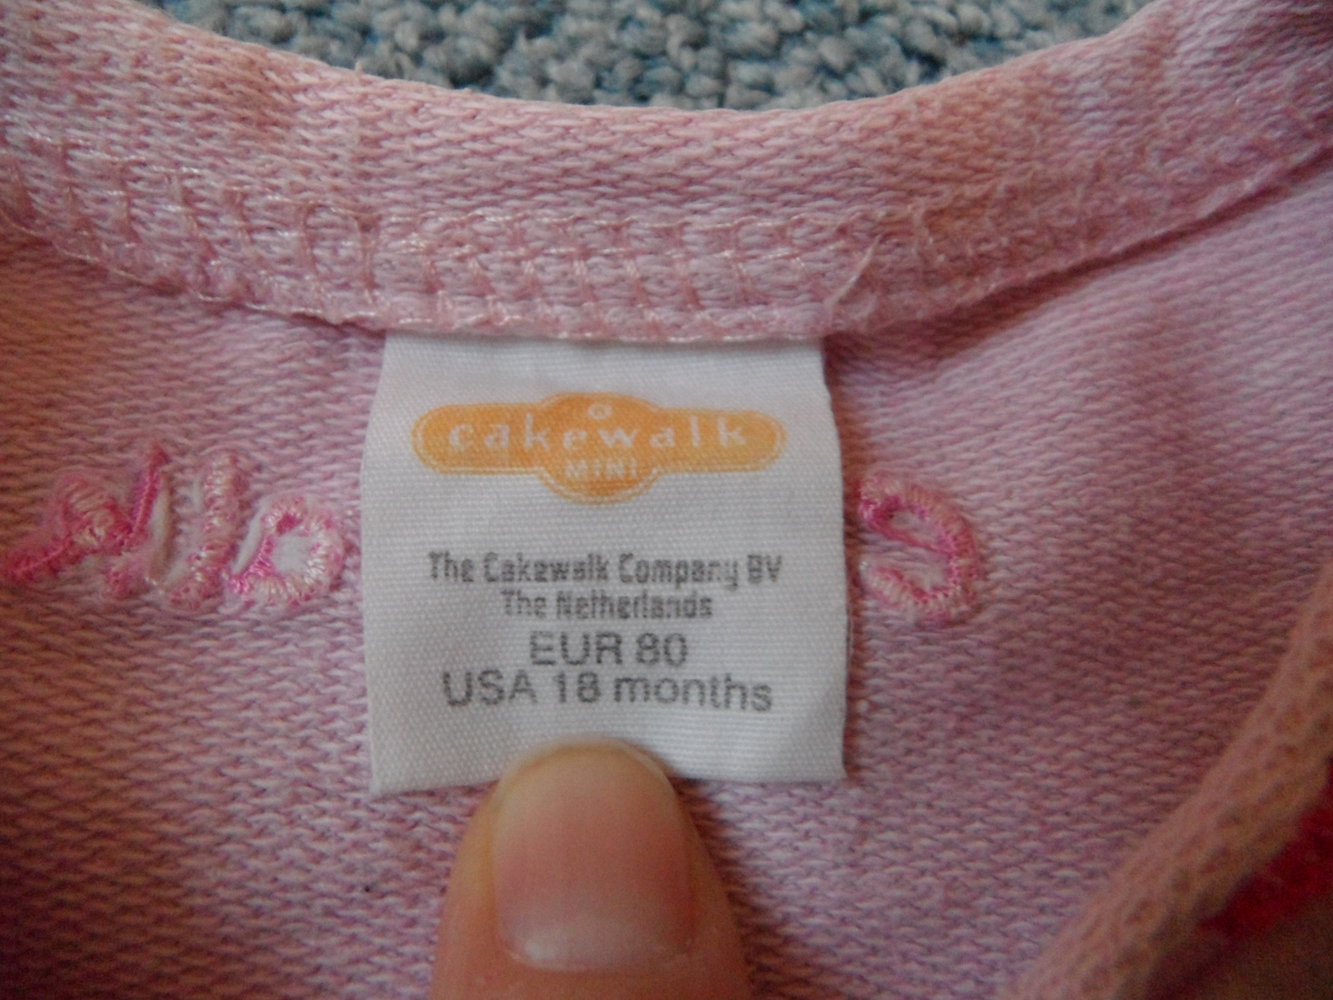 cakewalk
MINI
The Cakewalk Company BV
The Netherlands
EUR 80
USA 18 months